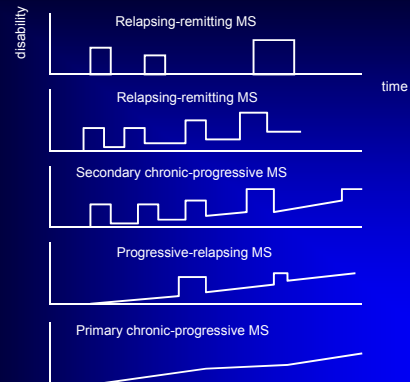 disability
Relapsing-remitting MS
time
Relapsing-remitting MS
Secondary chronic-progressive MS
Progressive-relapsing MS
Primary chronic-progressive MS